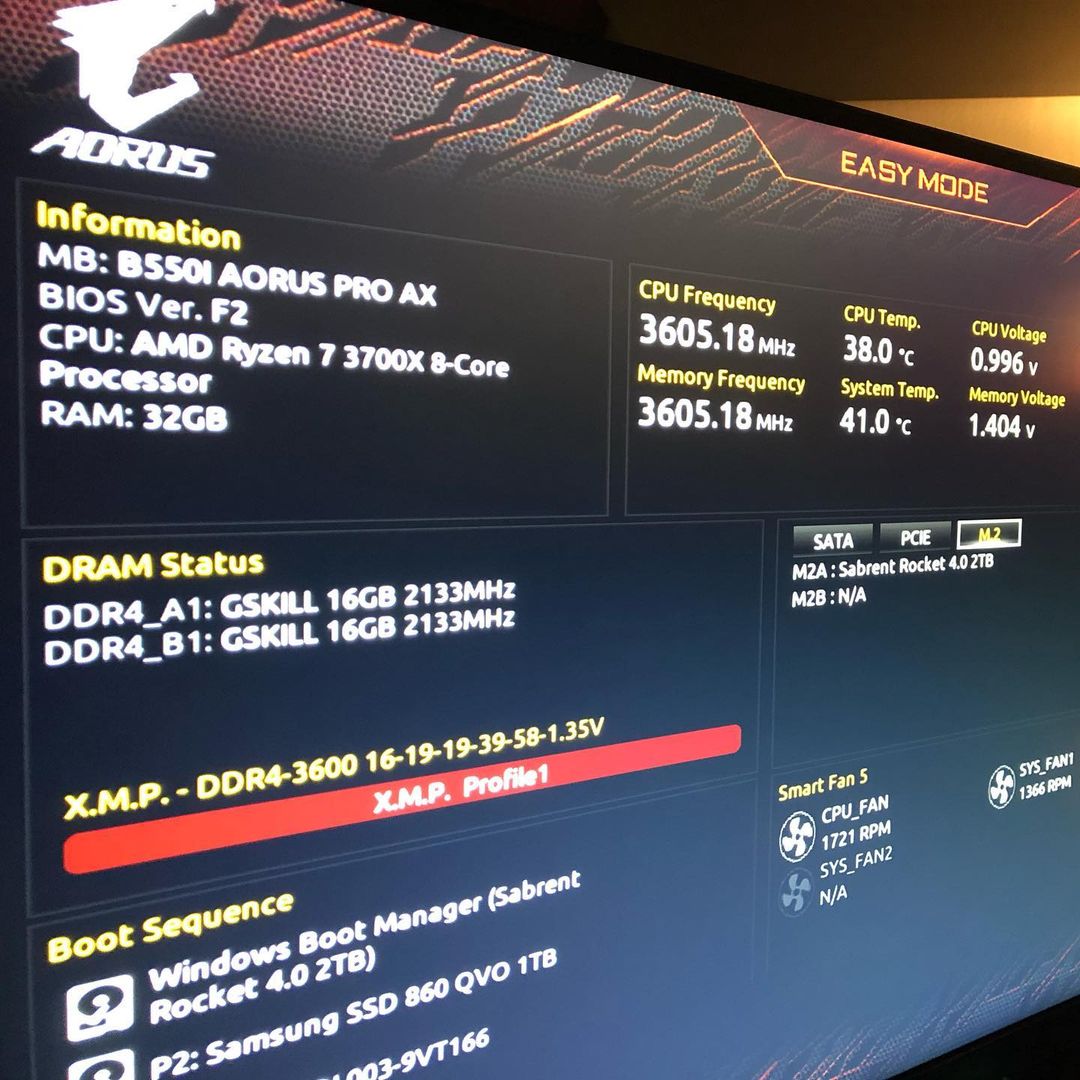 AORUS
EASY MODE
Information
MB: B550I AORUS PRO AX
BIOS Ver. F2
CPU: AMD Ryzen 7 3700X 8-Core
Processor
RAM: 32GB
CPU Frequency
3605.18 MHz
CPU Temp.
38.0 °C
CPU Voltage
0.996 v
Memory Frequency
3605.18 MHz
System Temp.
41.0 °C
Memory Voltage
1.404 v
DRAM Status
DDR4_A1: GSKILL 16GB 2133MHz
DDR4_B1: GSKILL 16GB 2133MHz
X.M.P. - DDR4-3600 16-19-19-39-58-1.35V
X.M.P. Profile1
SATA
PCIE
M.2
M2A : Sabrent Rocket 4.0 2TB
M2B : N/A
Smart Fan 5
CPU_FAN
1721 RPM
SYS_FAN1
1366 RPM
SYS_FAN2
N/A
Boot Sequence
Windows Boot Manager (Sabrent
Rocket 4.0 2TB)
P2: Samsung SSD 860 QVO 1TB
003-9VT166